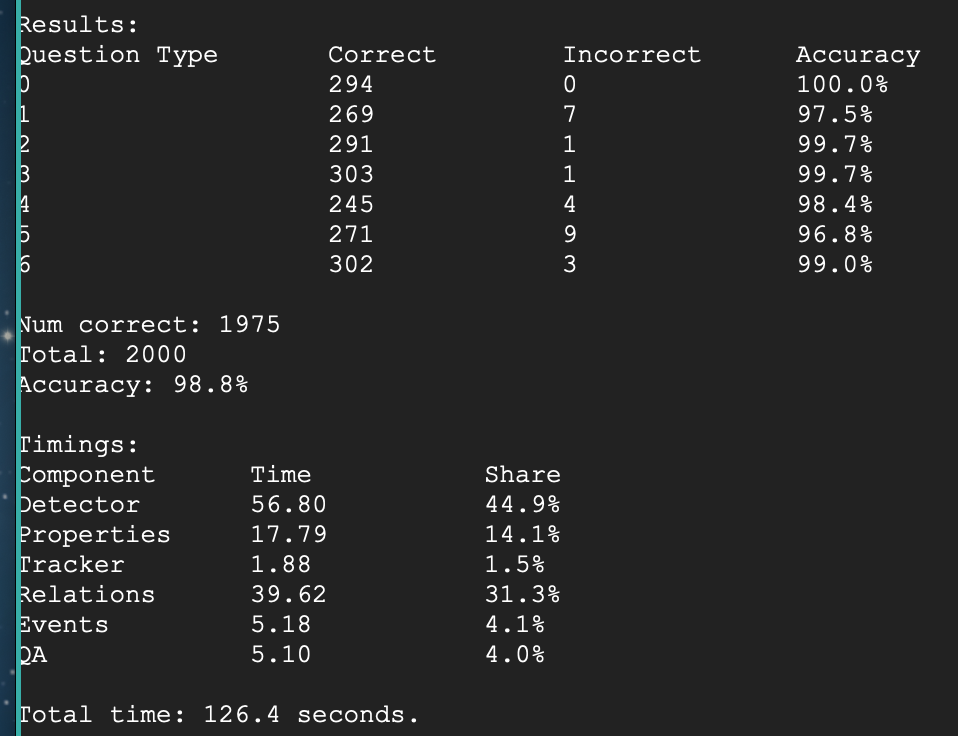 Results:
Question Type Correct Incorrect Accuracy
0 294 0 100.0%
1 269 7 97.5%
2 291 1 99.7%
3 303 1 99.7%
4 245 4 98.4%
5 271 9 96.8%
6 302 3 99.0%
Num correct: 1975
Total: 2000
Accuracy: 98.8%
Timings:
Component Time Share
Detector 56.80 44.9%
Properties 17.79 14.1%
Tracker 1.88 1.5%
Relations 39.62 31.3%
Events 5.18 4.1%
QA 5.10 4.0%
Total time: 126.4 seconds.